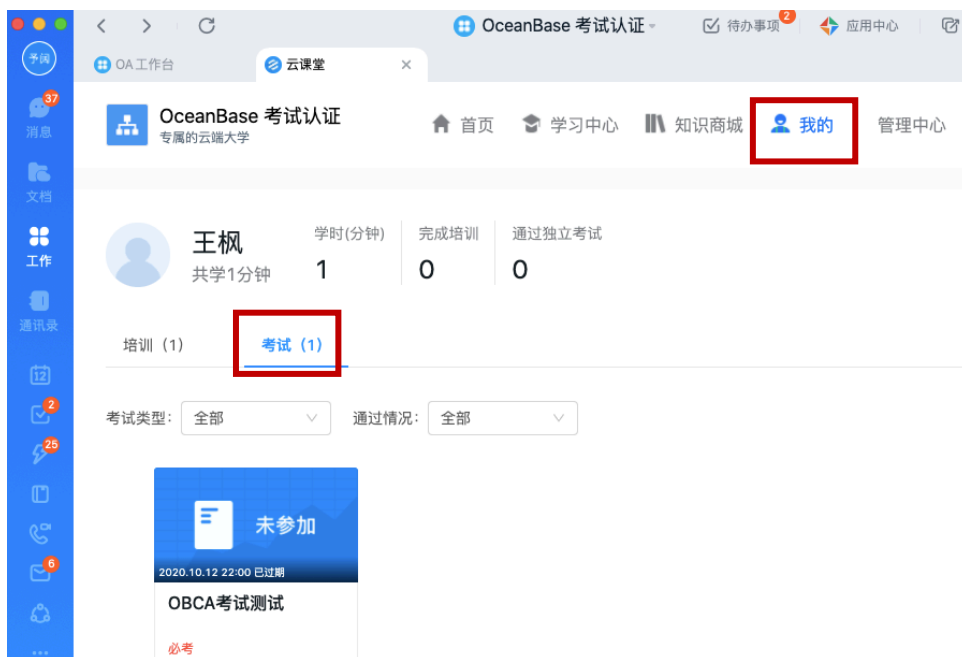 OceanBase 考试认证
待办事项
2
应用中心
予阅
OA 工作台
云课堂
37
消息
文档
工作
通讯录
12
2
25
6
OceanBase 考试认证
专属的云端大学
首页
学习中心
知识商城
我的
管理中心
王枫
共学1分钟
学时(分钟)
1
完成培训
0
通过独立考试
0
培训（1）
考试（1）
考试类型：
全部
通过情况：
全部
未参加
2020.10.12 22:00 已过期
OBCA考试测试
必考